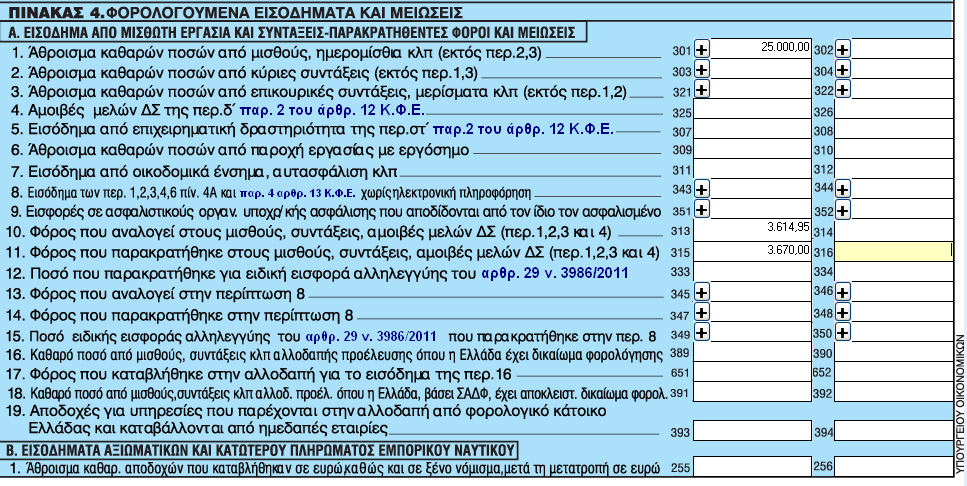 ΠΙΝΑΚΑΣ 4.ΦΟΡΟΛΟΓΟΥΜΕΝΑ ΕΙΣΟΔΗΜΑΤΑ ΚΑΙ ΜΕΙΩΣΕΙΣ
Α. ΕΙΣΟΔΗΜΑ ΑΠΟ ΜΙΣΘΩΤΗ ΕΡΓΑΣΙΑ ΚΑΙ ΣΥΝΤΑΞΕΙΣ-ΠΑΡΑΚΡΑΤΗΘΕΝΤΕΣ ΦΟΡΟΙ ΚΑΙ ΜΕΙΩΣΕΙΣ
1. Άθροισμα καθαρών ποσών από μισθούς, ημερομίσθια κλπ (εκτός περ.2,3) 301 + 25.000,00 302 +
2. Άθροισμα καθαρών ποσών από κύριες συντάξεις (εκτός περ.1,3) 303 + 304 +
3. Άθροισμα καθαρών ποσών από επικουρικές συντάξεις, μερίσματα κλπ (εκτός περ.1,2) 321 + 322 +
4. Αμοιβές μελών ΔΣ της περ.δ΄ παρ. 2 του άρθρ. 12 Κ.Φ.Ε. 325 326
5. Εισόδημα από επιχειρηματική δραστηριότητα της περ.στ΄ παρ.2 του άρθρ. 12 Κ.Φ.Ε. 307 308
6. Άθροισμα καθαρών ποσών από παροχή εργασίας με εργόσημο 309 310
7. Εισόδημα από οικοδομικά ένσημα, αυτασφάλιση κλπ 311 312
8. Εισόδημα των περ. 1,2,3,4,6 πίν. 4Α και παρ. 4 αρθρ. 13 Κ.Φ.Ε. χωρίς ηλεκτρονική πληροφόρηση 343 + 344 +
9. Εισφορές σε ασφαλιστικούς οργαν. υποχρ/κής ασφάλισης που αποδίδονται από τον ίδιο τον ασφαλισμένο 351 + 352 +
10. Φόρος που αναλογεί στους μισθούς, συντάξεις, αμοιβές μελών ΔΣ (περ.1,2,3 και 4) 313 3.614,95 314
11. Φόρος που παρακρατήθηκε στους μισθούς, συντάξεις, αμοιβές μελών ΔΣ (περ.1,2,3 και 4) 315 3.670,00 316
12. Ποσό που παρακρατήθηκε για ειδική εισφορά αλληλεγγύης του αρθρ. 29 ν. 3986/2011 333 334
13. Φόρος που αναλογεί στην περίπτωση 8 345 + 346 +
14. Φόρος που παρακρατήθηκε στην περίπτωση 8 347 + 348 +
15. Ποσό ειδικής εισφοράς αλληλεγγύης του αρθρ. 29 ν. 3986/2011 που παρακρατήθηκε στην περ. 8 349 + 350 +
16. Καθαρό ποσό από μισθούς, συντάξεις κλπ αλλοδαπής προέλευσης όπου η Ελλάδα έχει δικαίωμα φορολόγησης 389 390
17. Φόρος που καταβλήθηκε στην αλλοδαπή για το εισόδημα της περ.16 651 652
18. Καθαρό ποσό από μισθούς,συντάξεις κλπ αλλοδ. προέλ. όπου η Ελλάδα, βάσει ΣΑΔΦ, έχει αποκλειστ. δικαίωμα φορολ. 391 392
19. Αποδοχές για υπηρεσίες που παρέχονται στην αλλοδαπή από φορολογικό κάτοικο
Ελλάδας και καταβάλλονται από ημεδαπές εταιρίες 393 394
Β. ΕΙΣΟΔΗΜΑΤΑ ΑΞΙΩΜΑΤΙΚΩΝ ΚΑΙ ΚΑΤΩΤΕΡΟΥ ΠΛΗΡΩΜΑΤΟΣ ΕΜΠΟΡΙΚΟΥ ΝΑΥΤΙΚΟΥ
1. Άθροισμα καθαρ. αποδοχών που καταβλήθηκαν σε ευρώ,καθώς και σε ξένο νόμισμα,μετά τη μετατροπή σε ευρώ 255 256
ΥΠΟΥΡΓΕΙΟΥ ΟΙΚΟΝΟΜΙΚΩΝ